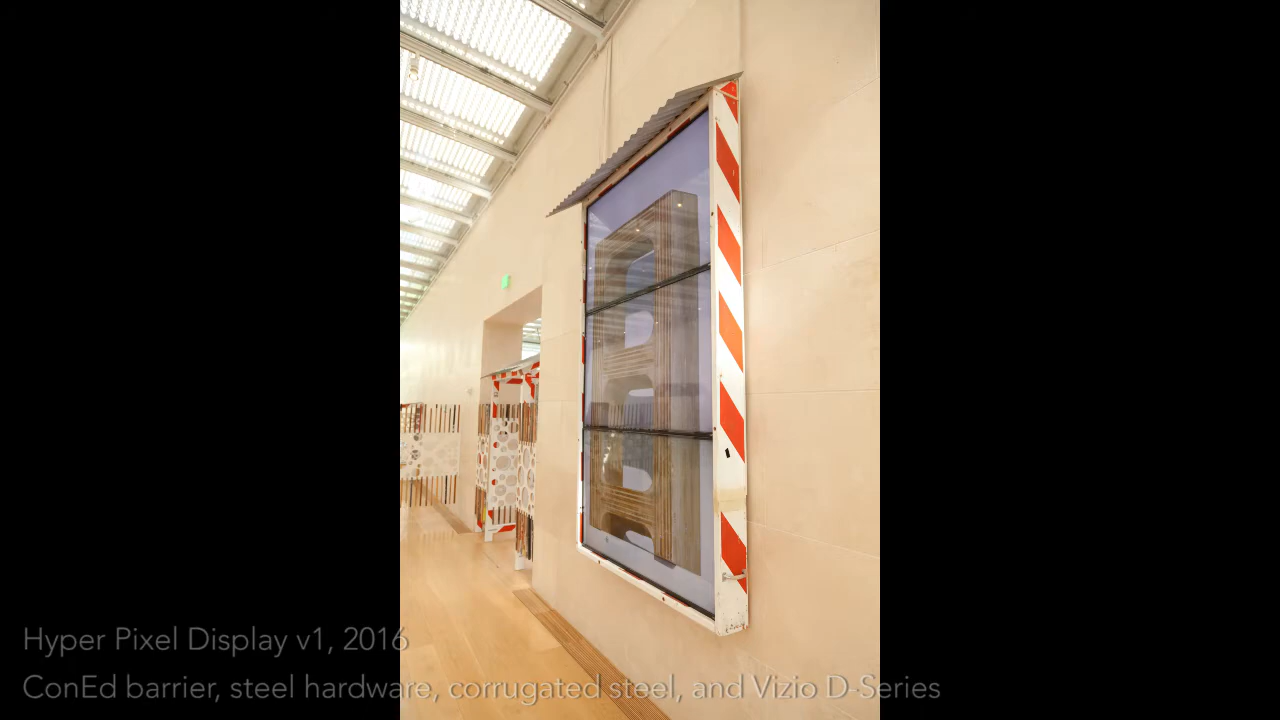 Hyper Pixel Display v1, 2016
ConEd barrier, steel hardware, corrugated steel, and Vizio D-Series